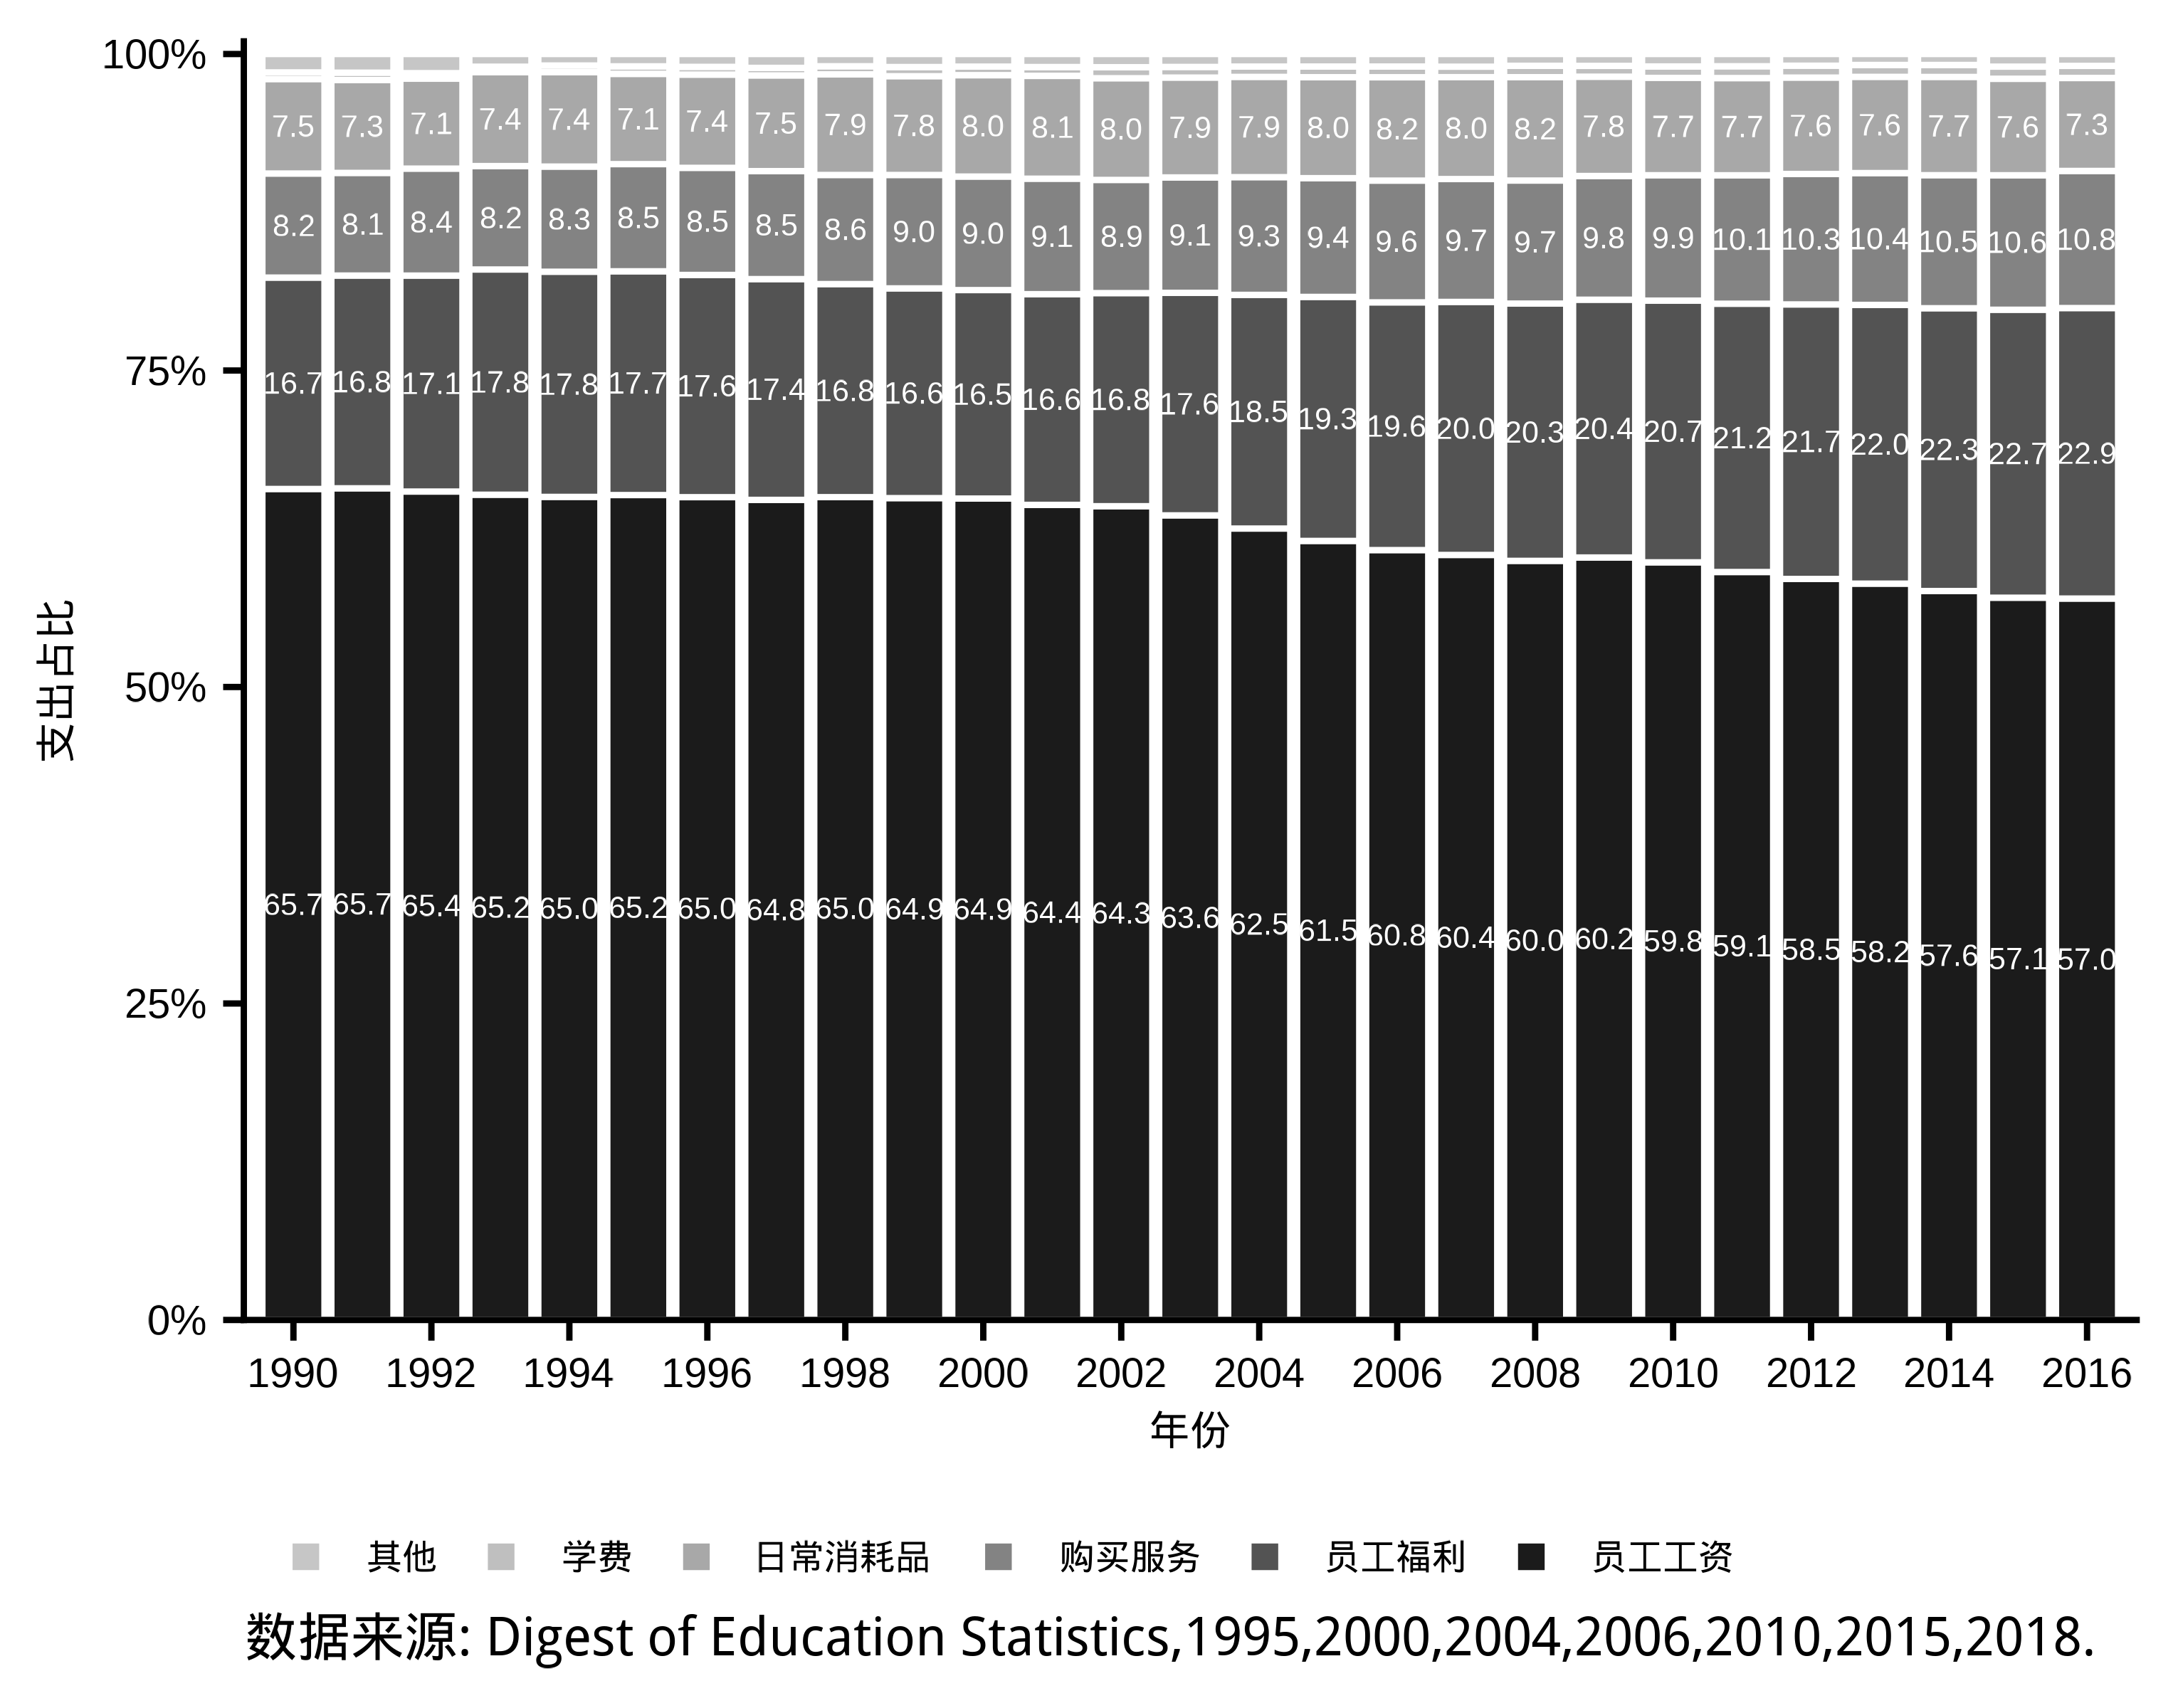 100%
7.5 7.3 7.1 7.4 7.4 7.1 7.4 7.5 7.9 7.8 8.0 8.1 8.0 7.9 7.9 8.0 8.2 8.0 8.2 7.8 7.7 7.7 7.6 7.6 7.7 7.6 7.3
8.2 8.1 8.4 8.2 8.3 8.5 8.5 8.5 8.6 9.0 9.0 9.1 8.9 9.1 9.3 9.4 9.6 9.7 9.7 9.8 9.9 10.1 10.3 10.4 10.5 10.6 10.8
75%
16.7 16.8 17.1 17.8 17.8 17.7 17.6 17.4 16.8 16.6 16.5 16.6 16.8 17.6 18.5 19.3 19.6 20.0 20.3 20.4 20.7 21.2 21.7 22.0 22.3 22.7 22.9
支出占比
50%
65.7 65.7 65.4 65.2 65.0 65.2 65.0 64.8 65.0 64.9 64.9 64.4 64.3 63.6 62.5 61.5 60.8 60.4 60.0 60.2 59.8 59.1 58.5 58.2 57.6 57.1 57.0
25%
0%
1990 1992 1994 1996 1998 2000 2002 2004 2006 2008 2010 2012 2014 2016
年份
其他 学费 日常消耗品 购买服务 员工福利 员工工资
数据来源: Digest of Education Statistics,1995,2000,2004,2006,2010,2015,2018.